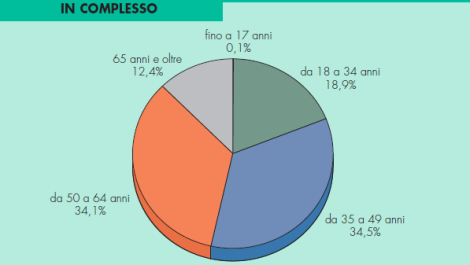 IN COMPLESSO
fino a 17 anni
0,1%
65 anni e oltre
12,4%
da 18 a 34 anni
18,9%
da 50 a 64 anni
34,1%
da 35 a 49 anni
34,5%